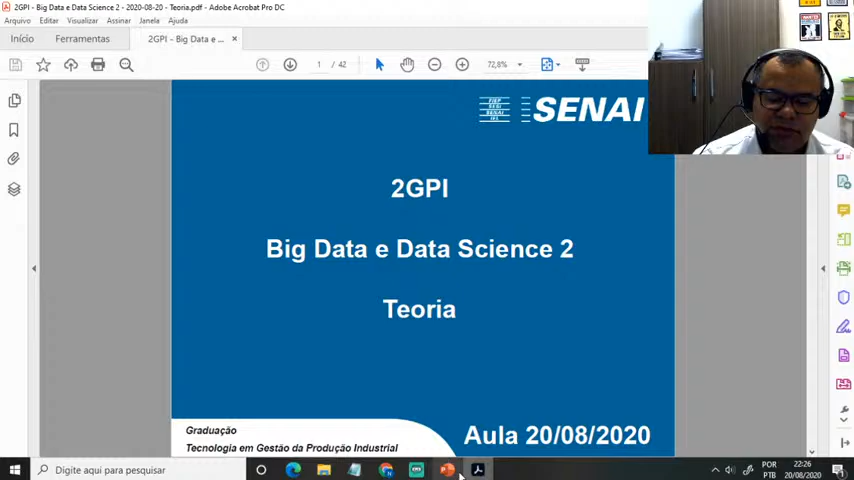 2GPI - Big Data e Data Science 2 - 2020-08-20 - Teoria.pdf - Adobe Acrobat Pro DC
Arquivo Editar Visualizar Assinar Janela Ajuda
Início Ferramentas 2GPI - Big Data e ... ×
1 / 42 72,8%
FIESP
SENAI
2GPI
Big Data e Data Science 2
Teoria
Graduação
Tecnologia em Gestão da Produção Industrial
Aula 20/08/2020
Digite aqui para pesquisar
POR 22:26
PTB 20/08/2020